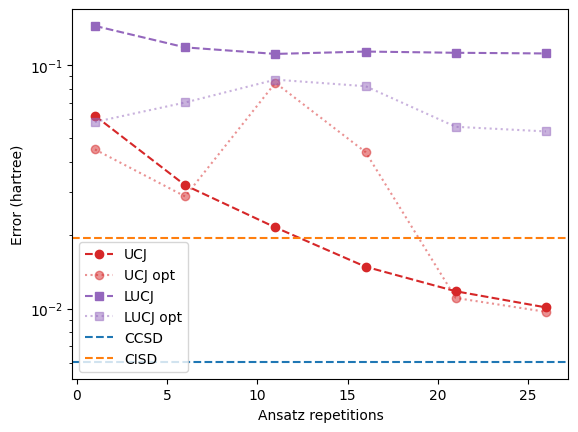 10⁻¹
Error (hartree)
10⁻²
UCJ
UCJ opt
LUCJ
LUCJ opt
CCSD
CISD
0 5 10 15 20 25
Ansatz repetitions